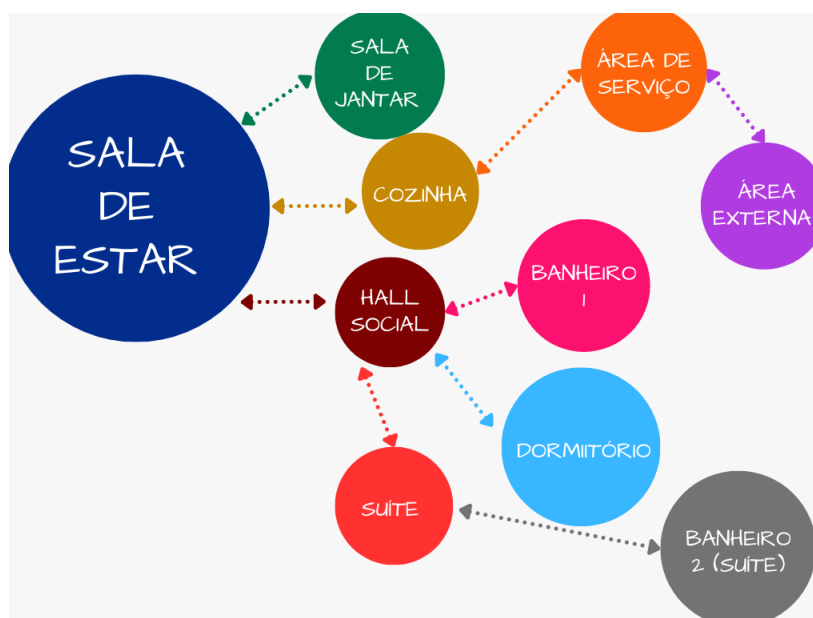 SALA
DE
ESTAR
SALA
DE
JANTAR
COZINHA
ÁREA DE
SERVIÇO
ÁREA
EXTERNA
HALL
SOCIAL
BANHEIRO
1
DORMIITÓRIO
SUÍTE
BANHEIRO
2 (SUÍTE)